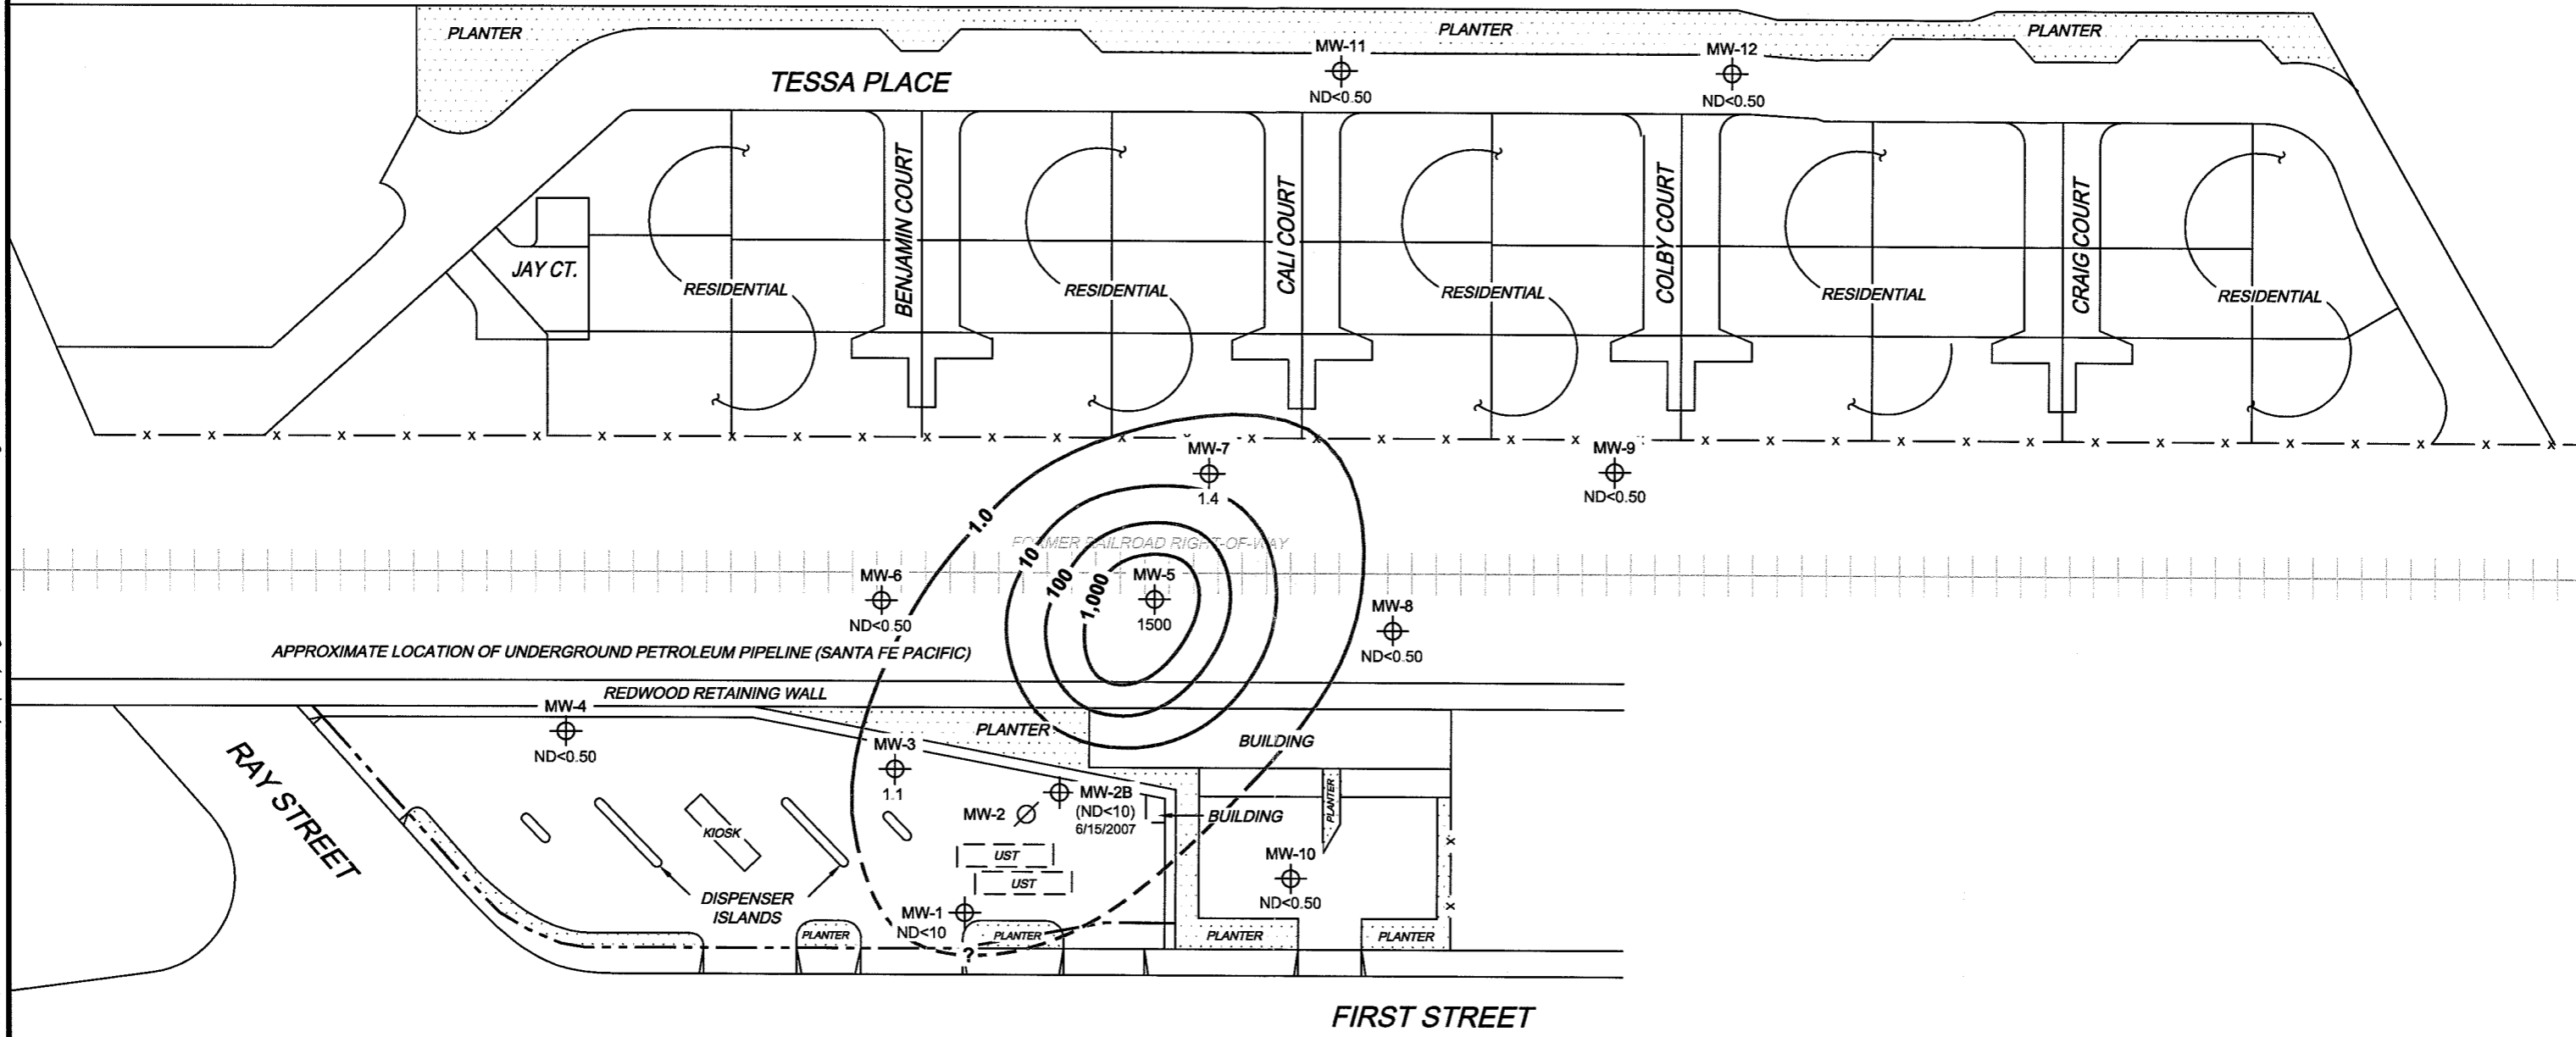 PLANTER
PLANTER
PLANTER
MW-11
ND<0.50
MW-12
ND<0.50
TESSA PLACE
BENJAMIN COURT
CALI COURT
COLBY COURT
CRAIG COURT
JAY CT.
RESIDENTIAL
RESIDENTIAL
RESIDENTIAL
RESIDENTIAL
RESIDENTIAL
MW-7
1.4
MW-9
ND<0.50
1.0
10
100
1,000
FORMER RAILROAD RIGHT-OF-WAY
MW-6
ND<0.50
MW-5
1500
MW-8
ND<0.50
APPROXIMATE LOCATION OF UNDERGROUND PETROLEUM PIPELINE (SANTA FE PACIFIC)
REDWOOD RETAINING WALL
MW-4
ND<0.50
PLANTER
BUILDING
MW-3
1.1
MW-2
MW-2B
(ND<10)
6/15/2007
BUILDING
PLANTER
RAY STREET
KIOSK
UST
UST
MW-10
ND<0.50
DISPENSER
ISLANDS
MW-1
ND<10
PLANTER
PLANTER
PLANTER
PLANTER
?
FIRST STREET